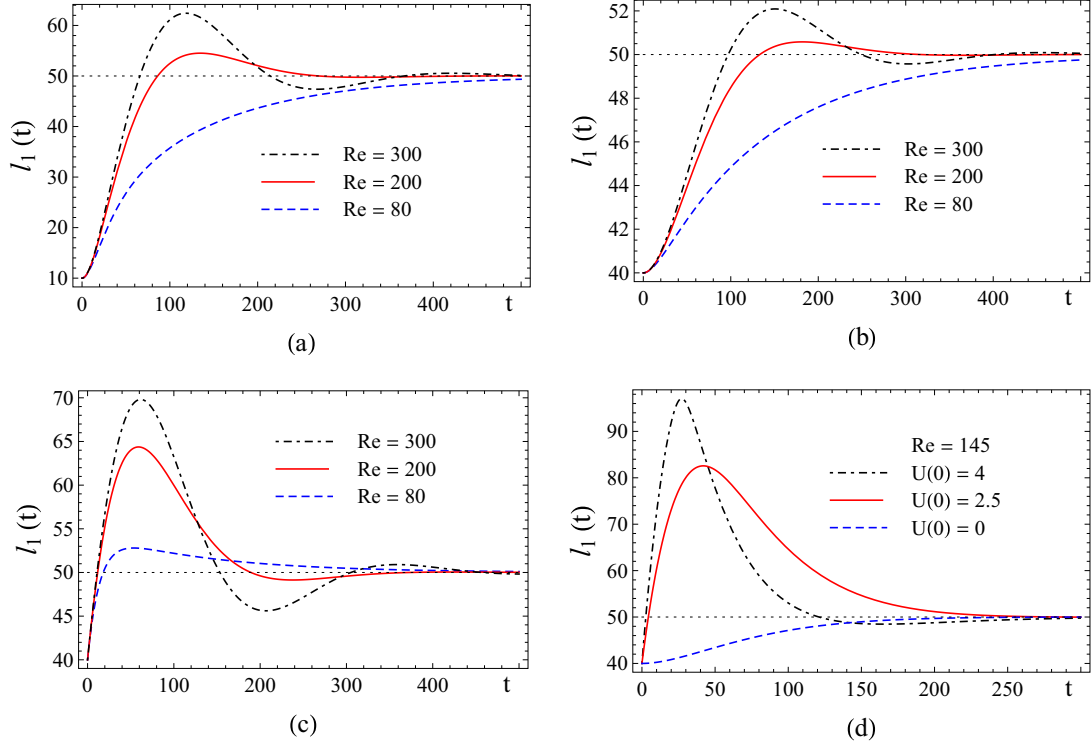 60
50
40
30
20
10
l₁ (t)
Re = 300
Re = 200
Re = 80
0 100 200 300 400 t
(a)
52
50
48
46
44
42
40
l₁ (t)
Re = 300
Re = 200
Re = 80
0 100 200 300 400 t
(b)
70
65
60
55
50
45
40
l₁ (t)
Re = 300
Re = 200
Re = 80
0 100 200 300 400 t
(c)
90
80
70
60
50
40
l₁ (t)
Re = 145
U(0) = 4
U(0) = 2.5
U(0) = 0
0 50 100 150 200 250 t
(d)